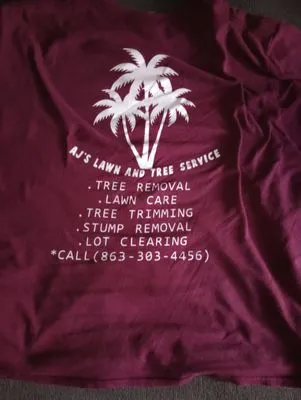 AJ'S LAWN AND TREE SERVICE
.TREE REMOVAL
.LAWN CARE
.TREE TRIMMING
.STUMP REMOVAL
.LOT CLEARING
*CALL(863-303-4456)